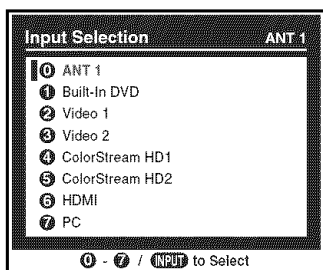 Input Selection ANT 1
0 ANT 1
1 Built-In DVD
2 Video 1
3 Video 2
4 ColorStream HD1
5 ColorStream HD2
6 HDMI
7 PC
0 - 7 / INPUT to Select